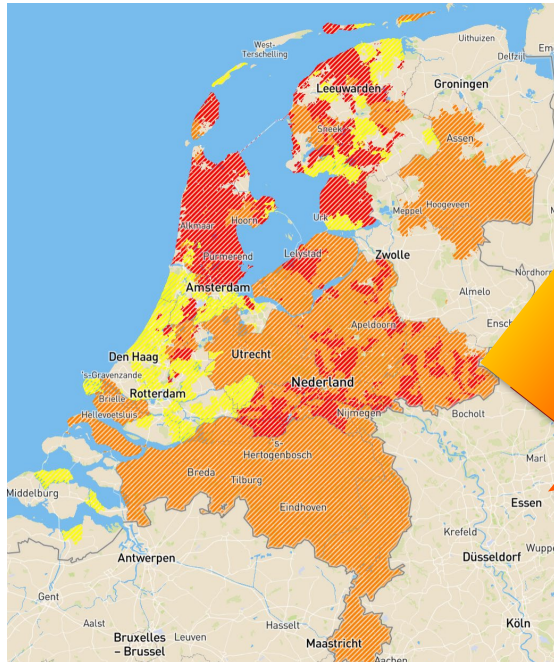 Uithuizen
West-
Terschelling
Delfzijl
Em
Leeuwarden
Groningen
Sneek
Assen
Alkmaar
Hoorn
Urk
Meppel
Hoogeveen
Purmerend
Lelystad
Zwolle
Nordhorn
Amsterdam
Almelo
Apeldoorn
Ensch
Den Haag
Utrecht
's-Gravenzande
Nederland
Rotterdam
Brielle
Hellevoetsluis
Nijmegen
Bocholt
's-
Hertogenbosch
Marl
Breda
Tilburg
Middelburg
Eindhoven
Essen
Krefeld
Wuppe
Antwerpen
Düsseldorf
Gent
Hasselt
Köln
Aalst
Bruxelles
– Brussel
Leuven
Maastricht
Aachen